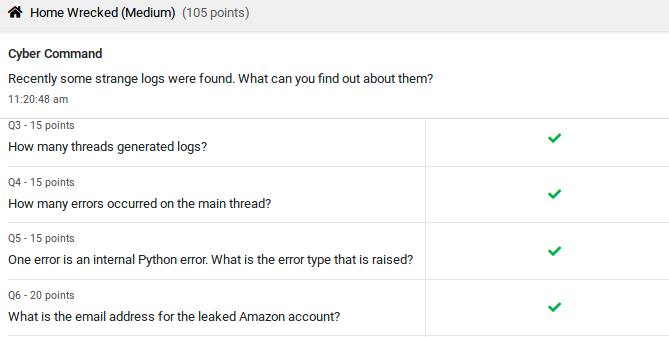 Home Wrecked (Medium) (105 points)
Cyber Command
Recently some strange logs were found. What can you find out about them?
11:20:48 am
Q3 - 15 points
How many threads generated logs?
Q4 - 15 points
How many errors occurred on the main thread?
Q5 - 15 points
One error is an internal Python error. What is the error type that is raised?
Q6 - 20 points
What is the email address for the leaked Amazon account?